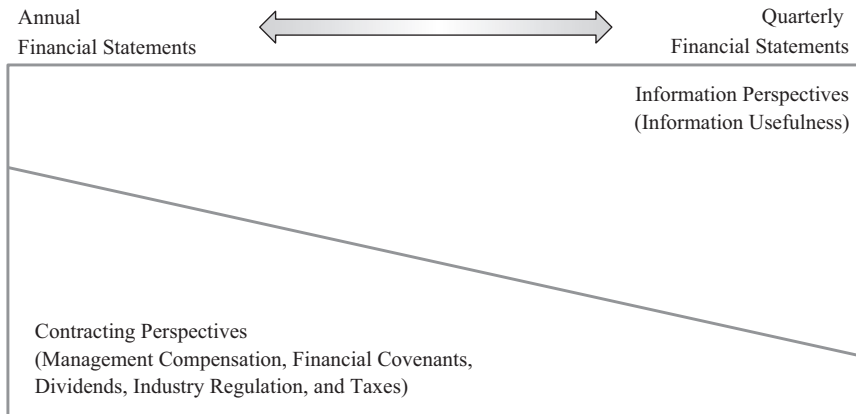 Annual
Financial Statements
Quarterly
Financial Statements
Information Perspectives
(Information Usefulness)
Contracting Perspectives
(Management Compensation, Financial Covenants,
Dividends, Industry Regulation, and Taxes)